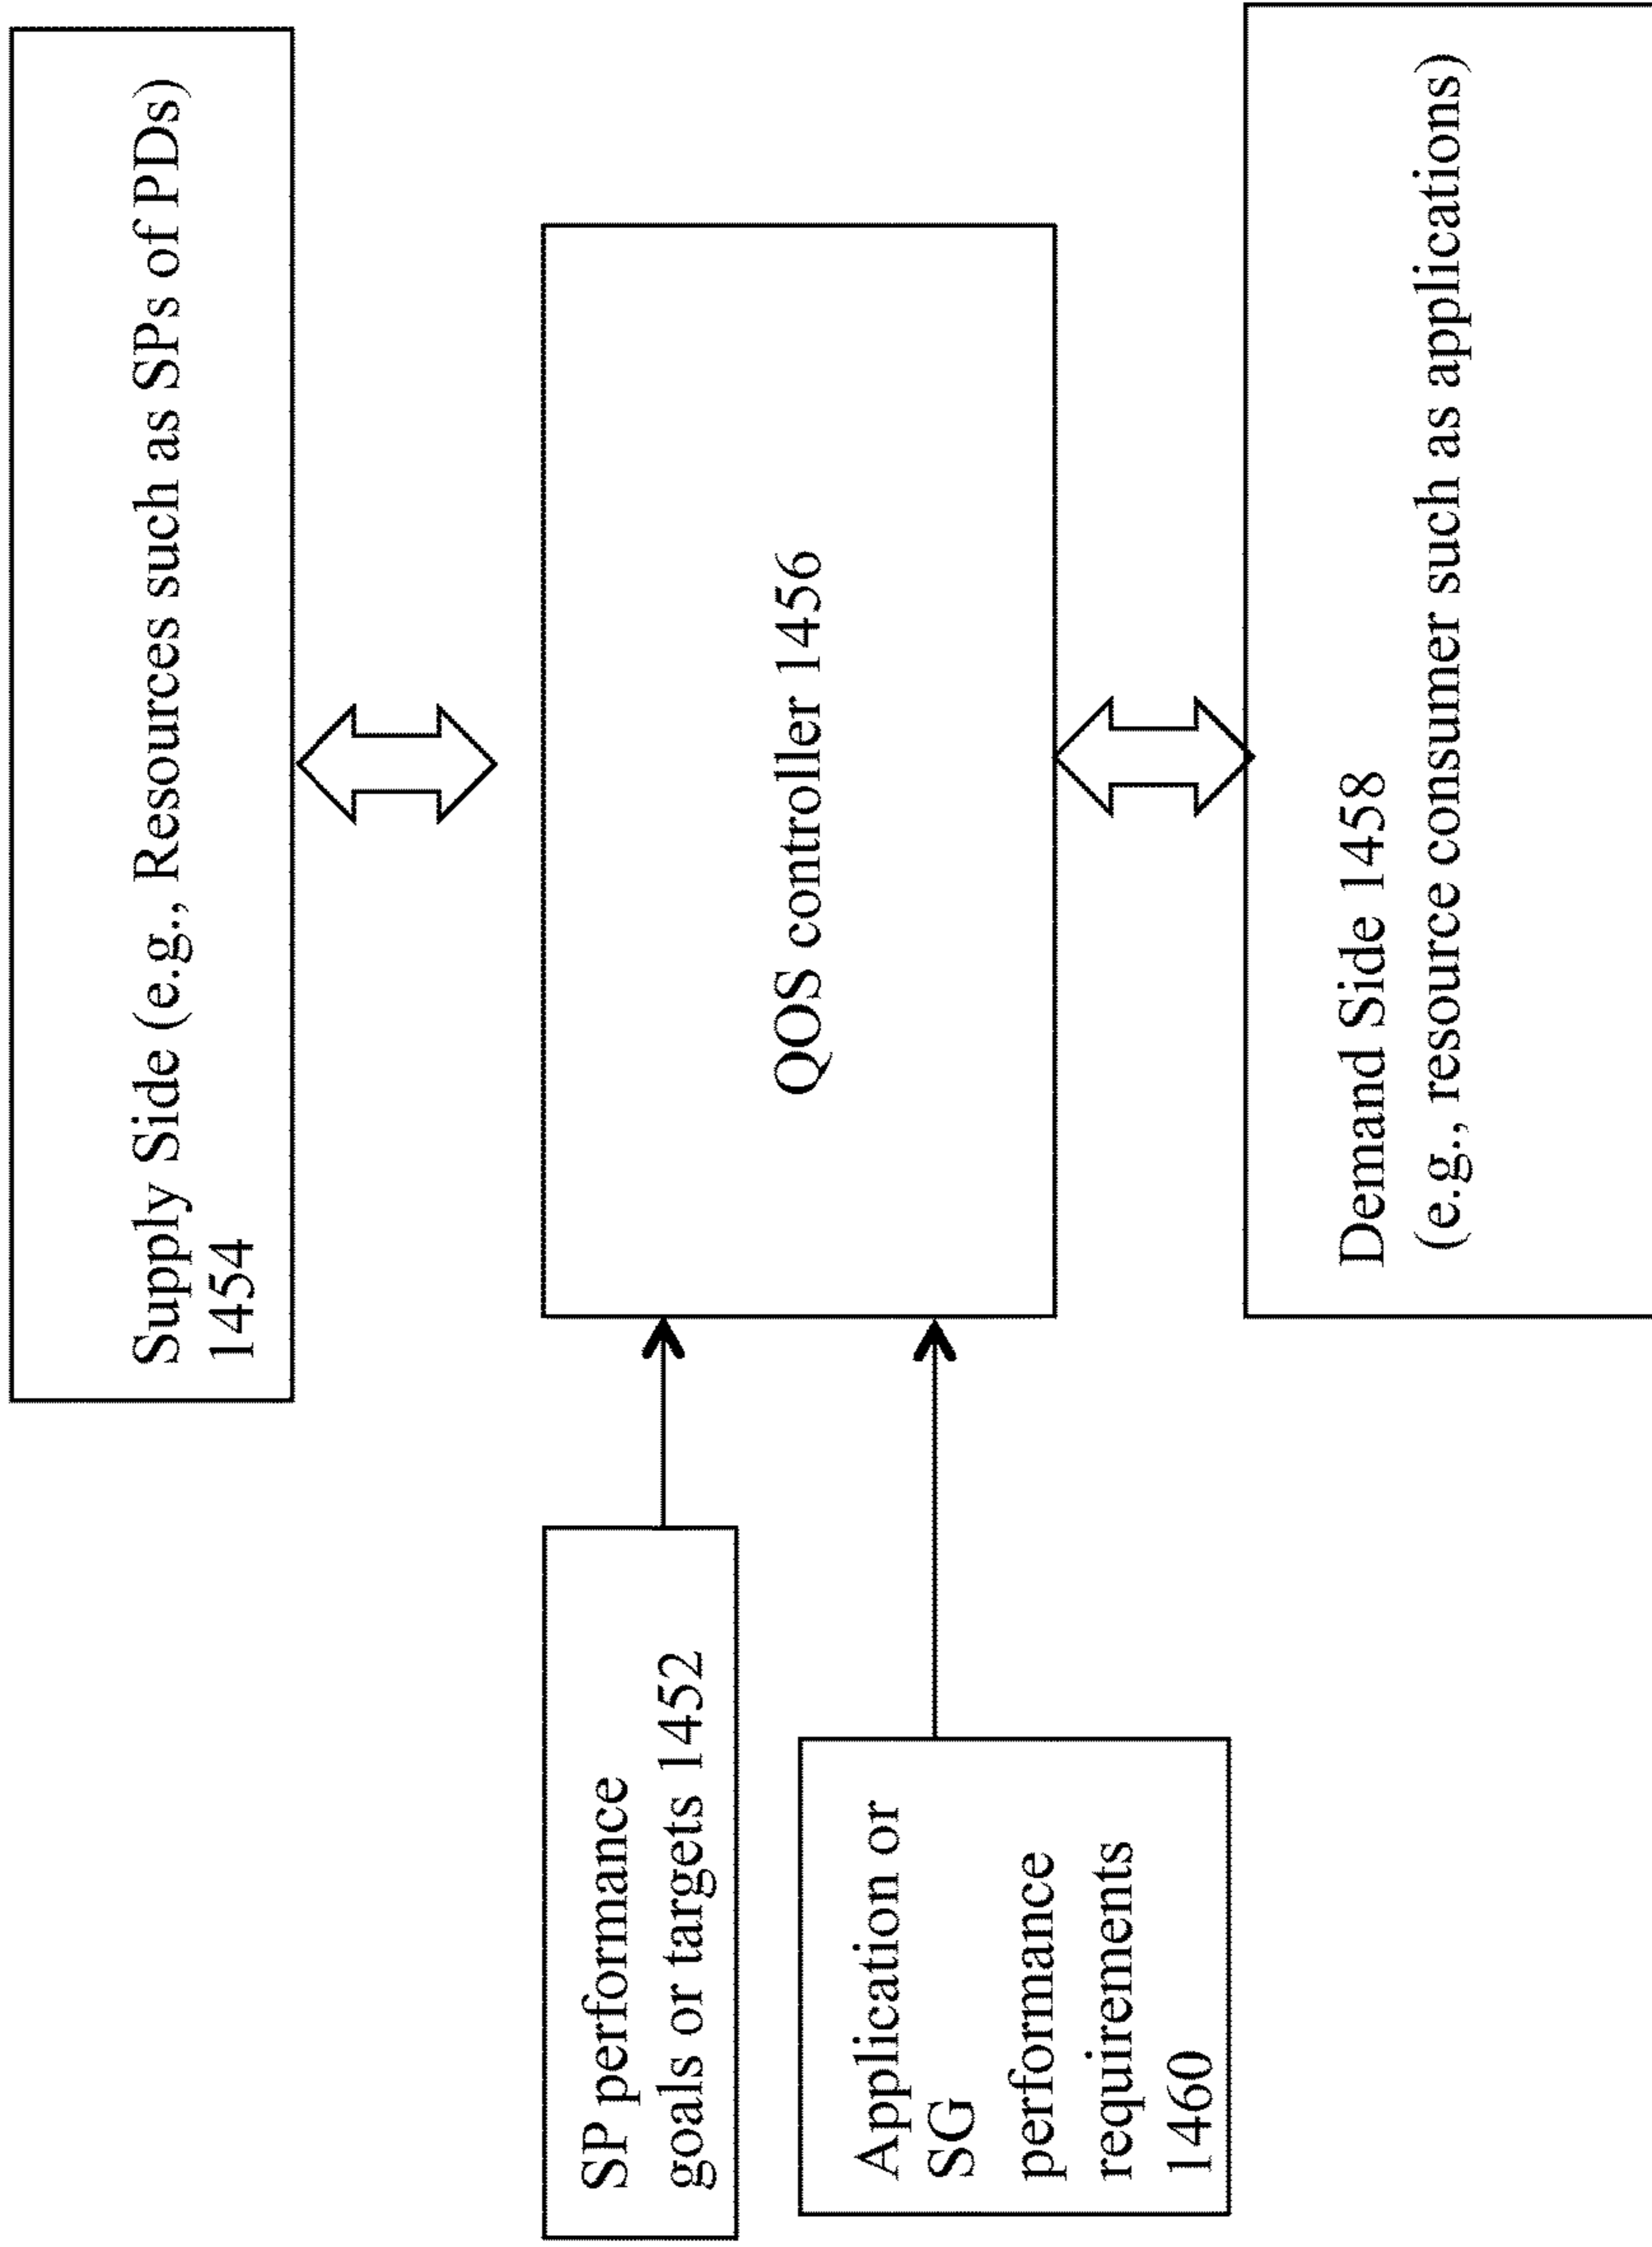 Supply Side (e.g., Resources such as SPs of PDs)
1454
SP performance
goals or targets 1452
QOS controller 1456
Application or
SG
performance
requirements
1460
Demand Side 1458
(e.g., resource consumer such as applications)